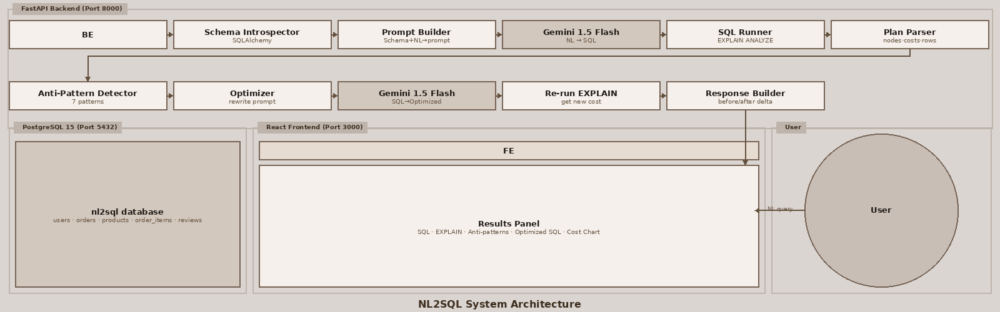 FastAPI Backend (Port 8000)
BE
Schema Introspector
SQLAlchemy
Prompt Builder
Schema+NL→prompt
Gemini 1.5 Flash
NL → SQL
SQL Runner
EXPLAIN ANALYZE
Plan Parser
nodes·costs·rows
Anti-Pattern Detector
7 patterns
Optimizer
rewrite prompt
Gemini 1.5 Flash
SQL→Optimized
Re-run EXPLAIN
get new cost
Response Builder
before/after delta
PostgreSQL 15 (Port 5432)
nl2sql database
users · orders · products · order_items · reviews
React Frontend (Port 3000)
FE
Results Panel
SQL · EXPLAIN · Anti-patterns · Optimized SQL · Cost Chart
NL query
User
User
NL2SQL System Architecture